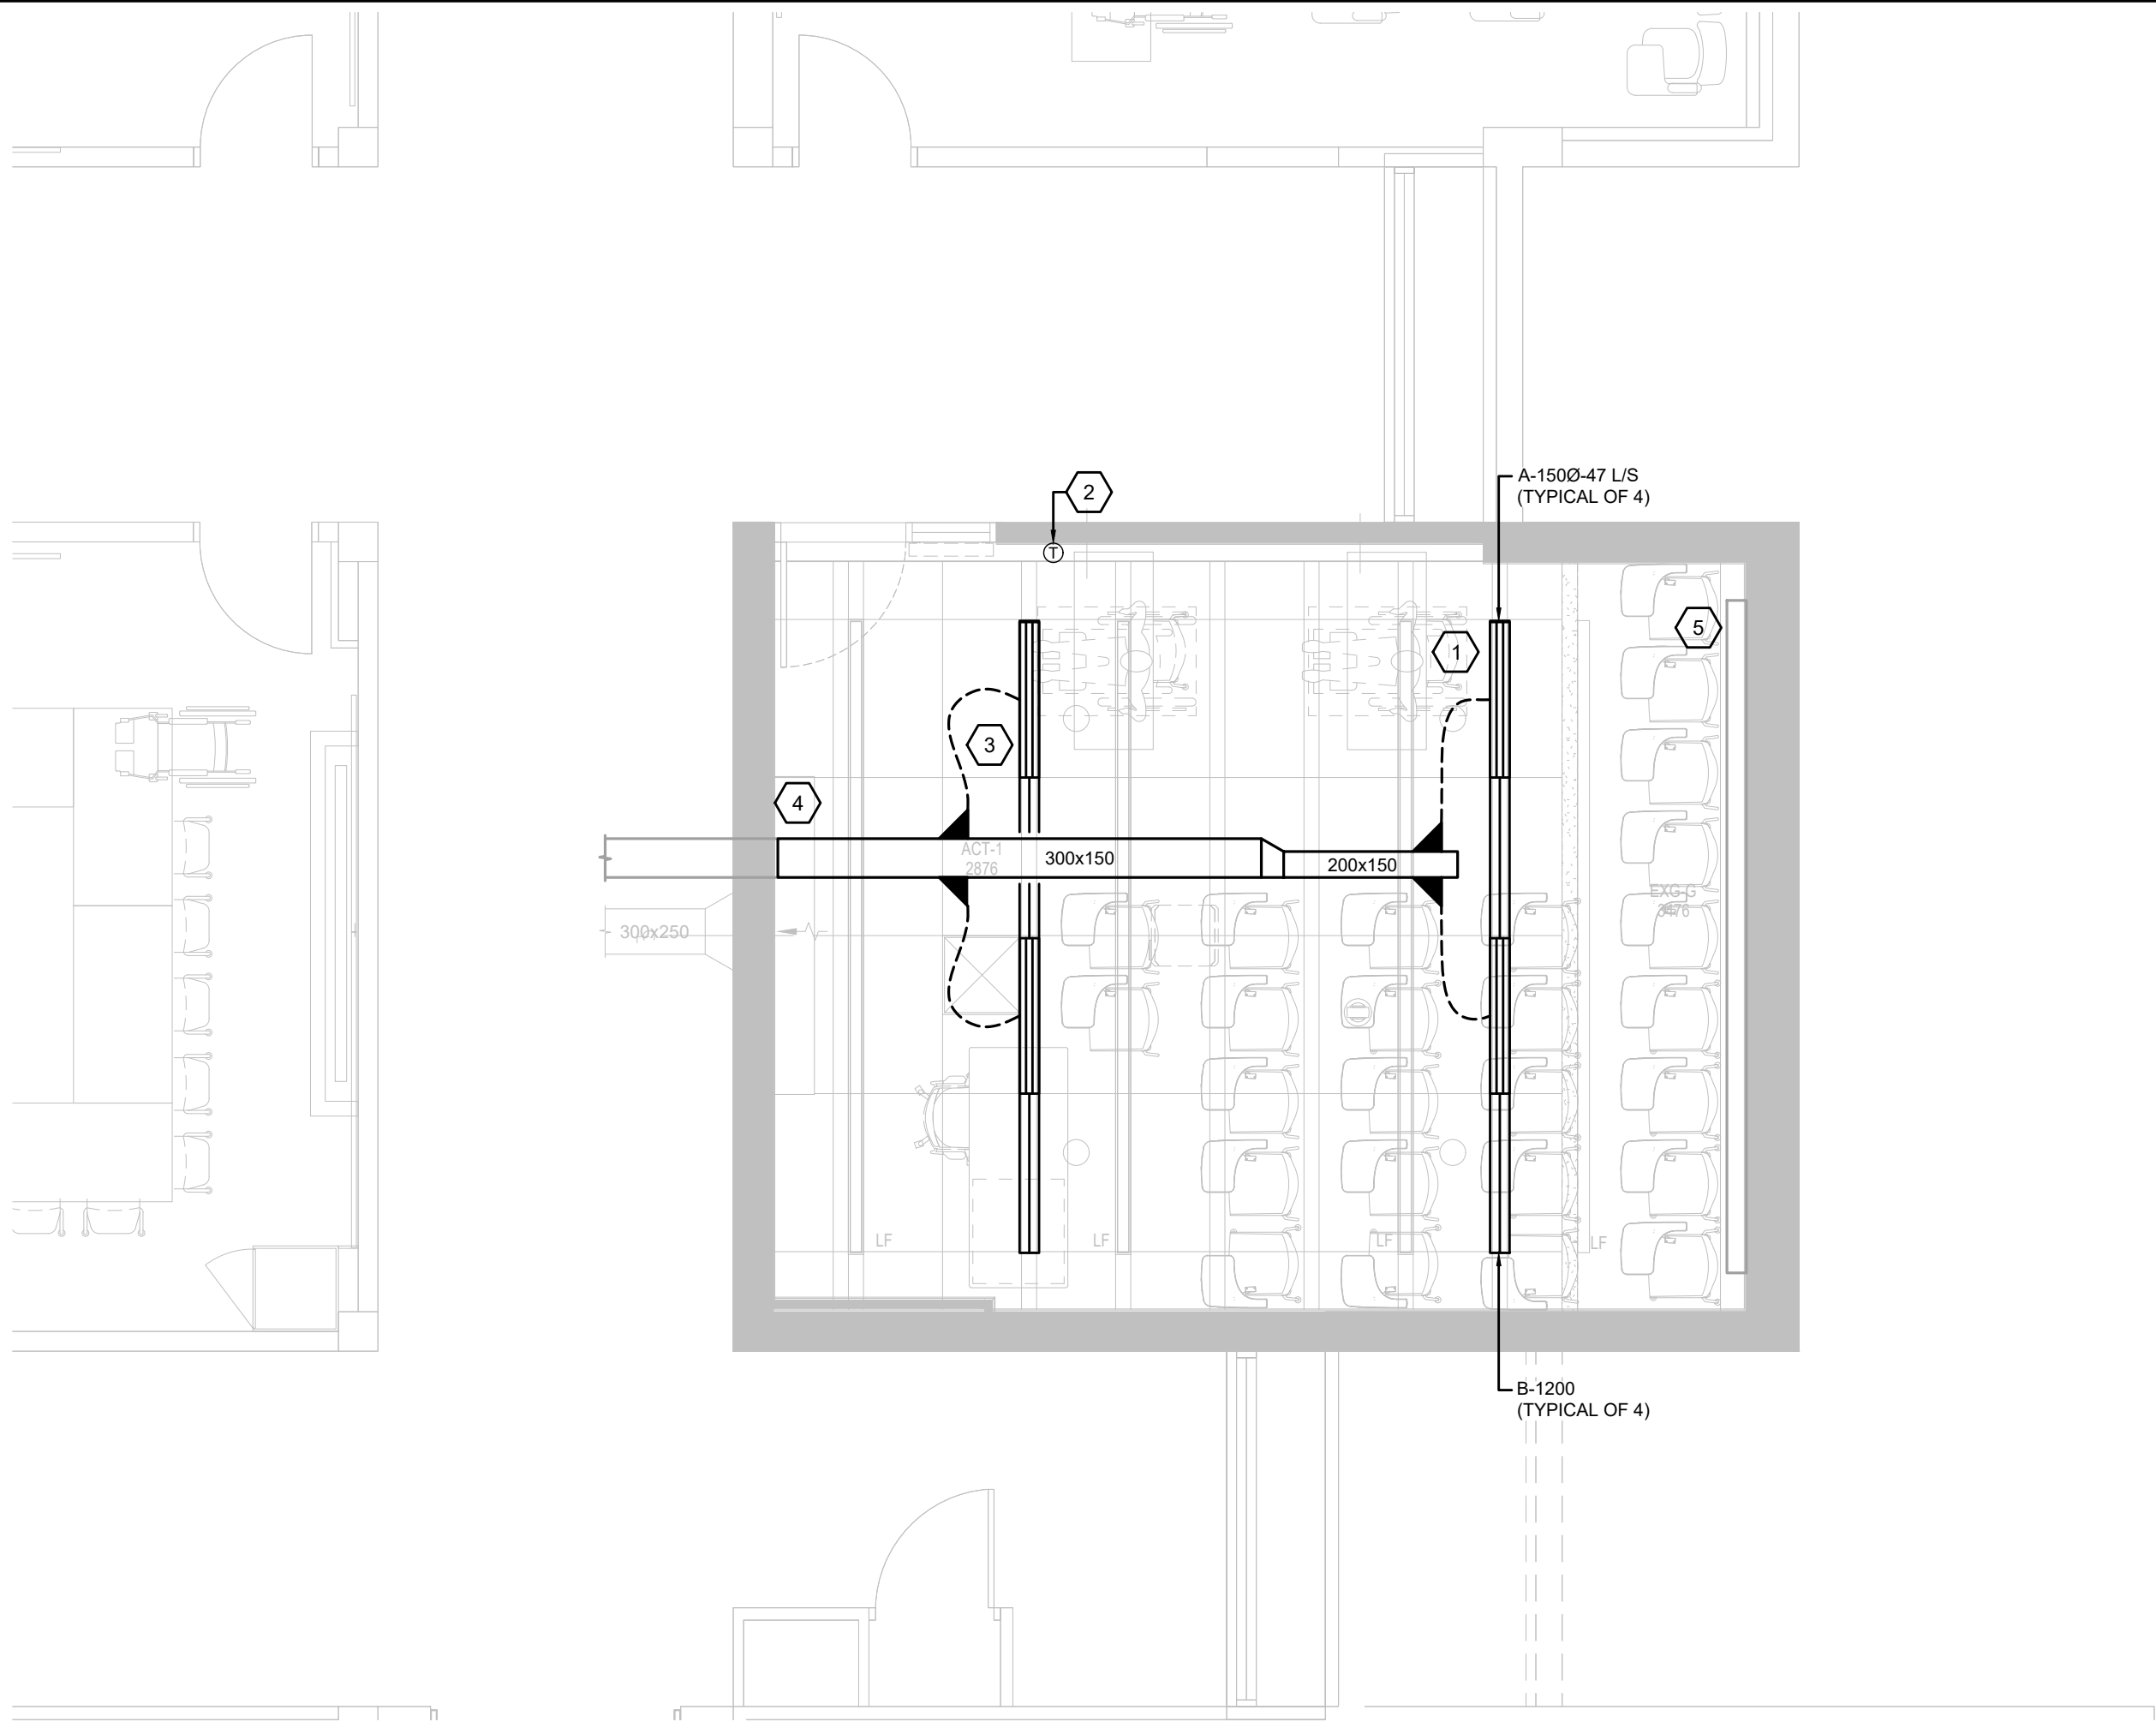 A-150Ø-47 L/S
(TYPICAL OF 4)
2
T
5
1
3
4
ACT-1
2876
300x150
200x150
EXG-G
3476
300x250
LF
LF
LF
LF
B-1200
(TYPICAL OF 4)